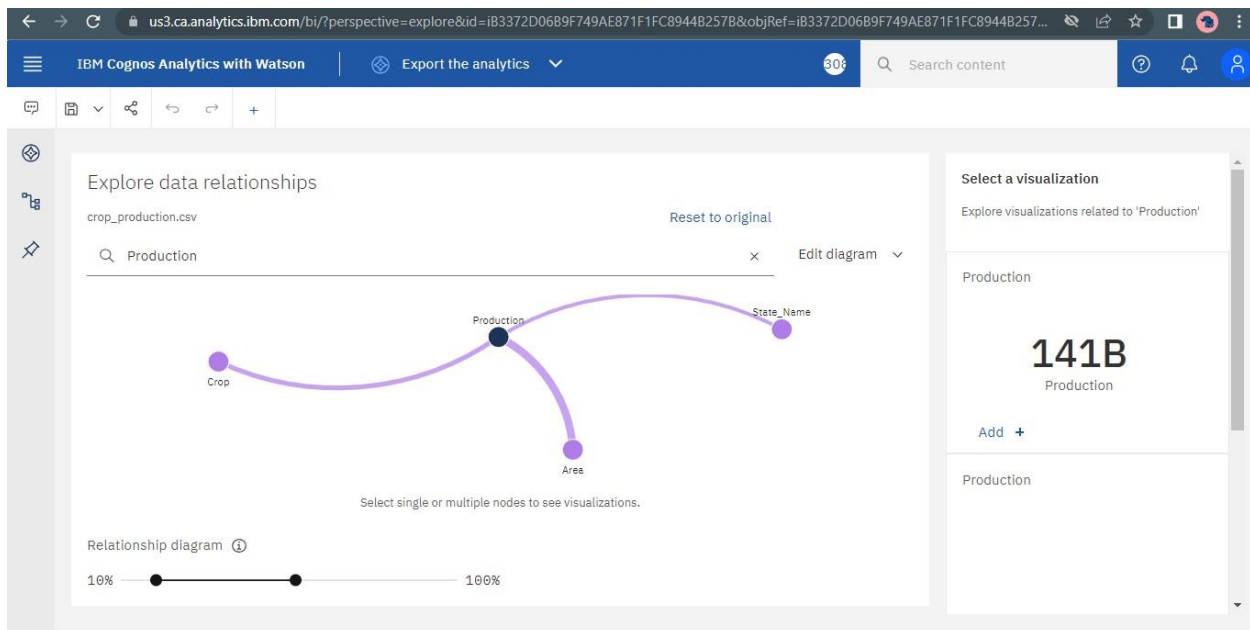 us3.ca.analytics.ibm.com/bi/?perspective=explore&id=iB3372D06B9F749AE871F1FC8944B257B&objRef=iB3372D06B9F749AE871F1FC8944B257...
IBM Cognos Analytics with Watson
Export the analytics
308
Search content
Explore data relationships
crop_production.csv
Reset to original
Production
Edit diagram
Production
State_Name
Crop
Area
Select single or multiple nodes to see visualizations.
Relationship diagram
10%
100%
Select a visualization
Explore visualizations related to 'Production'
Production
141B
Production
Add +
Production